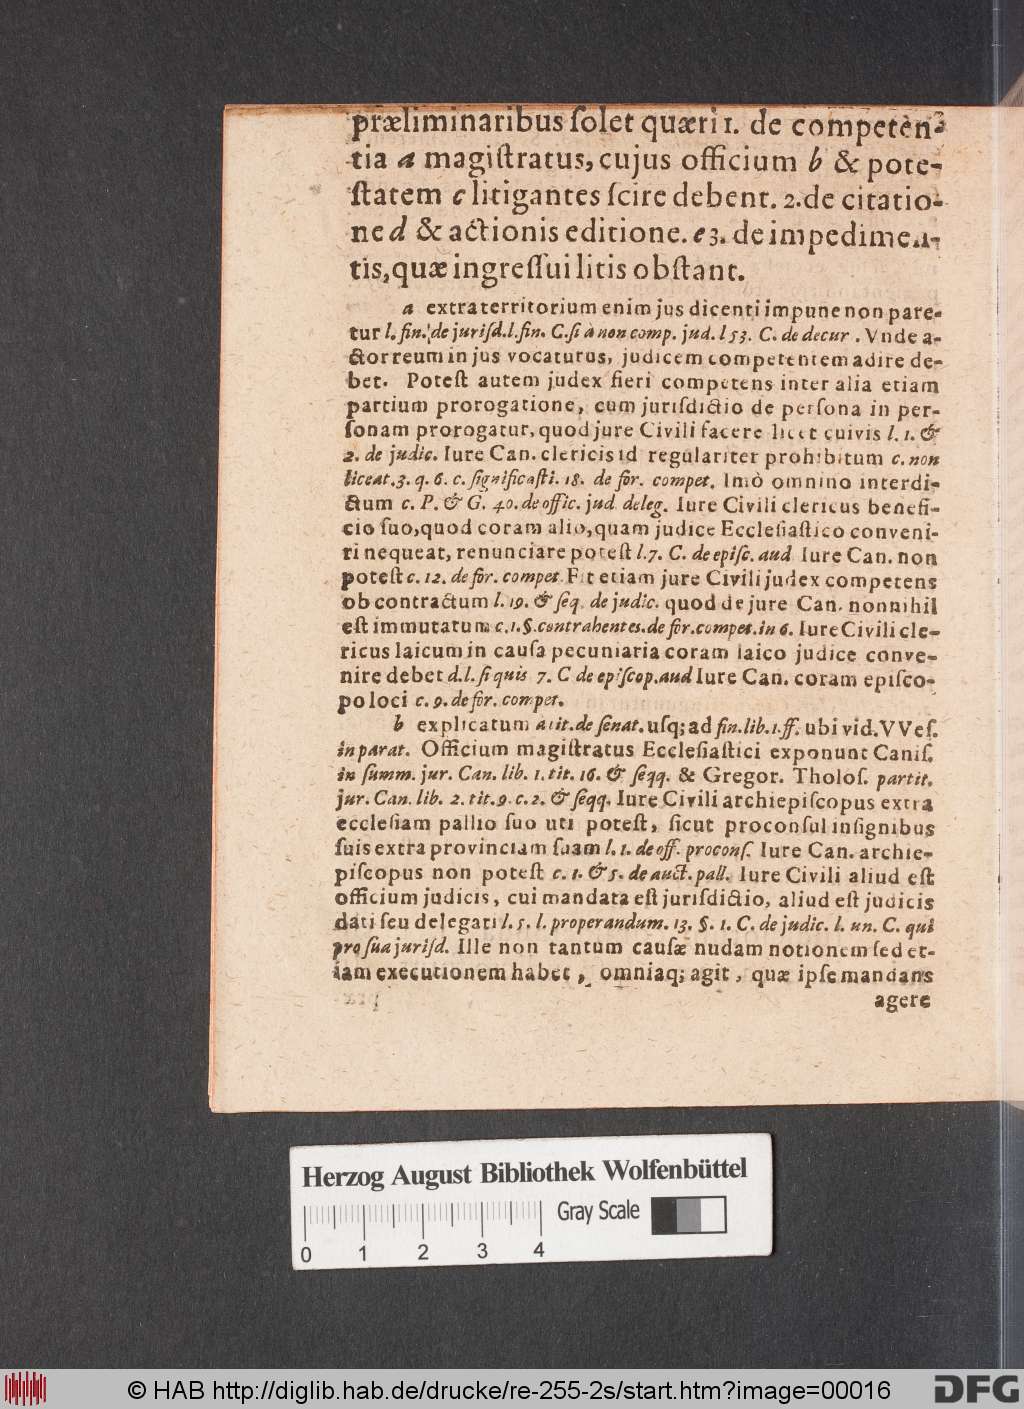 præliminaribus ſolet quæri 1. de competen-
tia a magiſtratus, cujus officium b & pote-
ſtatem c litigantes ſcire debent. 2. de citatio-
ne d & actionis editione. e 3. de impedimen-
tis, quæ ingreſſui litis obſtant.
a extra territorium enim jus dicenti impune non pare-
tur l. fin. de juriſd. l. fin. C. ſi à non comp. jud. l 53. C. de decur . Vnde a-
ctor reum in jus vocaturus, judicem competentem adire de-
bet. Poteſt autem judex fieri competens inter alia etiam
partium prorogatione, cum jurisdictio de perſona in per-
ſonam prorogatur, quod jure Civili facere licet cuivis l. 1. &
2. de judic. Iure Can. clericis id regulariter prohibitum c. non
liceat. 3. q. 6. c. ſignificaſti. 18. de for. compet. Imò omnino interdi-
ctum c. P. & G. 40. de offic. jud deleg. Iure Civili clericus benefi-
cio ſuo, quod coram alio, quam judice Eccleſiaſtico conveni-
ri nequeat, renunciare poteſt l. 7. C. de epiſc. aud Iure Can. non
poteſt c. 12. de for. compet. Fit etiam jure Civili judex competens
ob contractum l. 19. & ſeq. de judic. quod de jure Can. nonnihil
eſt immutatum c. 1. §. contrahentes. de for. compet. in 6. Iure Civili cle-
ricus laicum in cauſa pecuniaria coram laico judice conve-
nire debet d. l. ſi quis 7. C de epiſcop. aud Iure Can. coram epiſco-
po loci c. 9. de for. compet.
b explicatum a tit. de ſenat. uſq; ad fin. lib. 1. ff. ubi vid. VVeſ.
in parat. Officium magiſtratus Eccleſiaſtici exponunt Caniſ.
in ſumm. jur. Can. lib. 1. tit. 16. & ſeqq. & Gregor. Tholoſ. partit.
jur. Can. lib. 2. tit. 9. c. 2. & ſeqq. Iure Civili archiepiſcopus extra
eccleſiam pallio ſuo uti poteſt, ſicut proconſul inſignibus
ſuis extra provinciam ſuam l. 1. de off. proconſ. Iure Can. archie-
piſcopus non poteſt c. 1. & 5. de auct. pall. Iure Civili aliud eſt
officium judicis, cui mandata eſt juriſdictio, aliud eſt judicis
dati ſeu delegati l. 5. l. properandum. 13. §. 1. C. de judic. l. un. C. qui
pro ſua juriſd. Ille non tantum cauſæ nudam notionem ſed et-
iam executionem habet, omniaq; agit, quæ ipſe mandans
agere
Herzog August Bibliothek Wolfenbüttel
Gray Scale
0 1 2 3 4
© HAB http://diglib.hab.de/drucke/re-255-2s/start.htm?image=00016
DFG